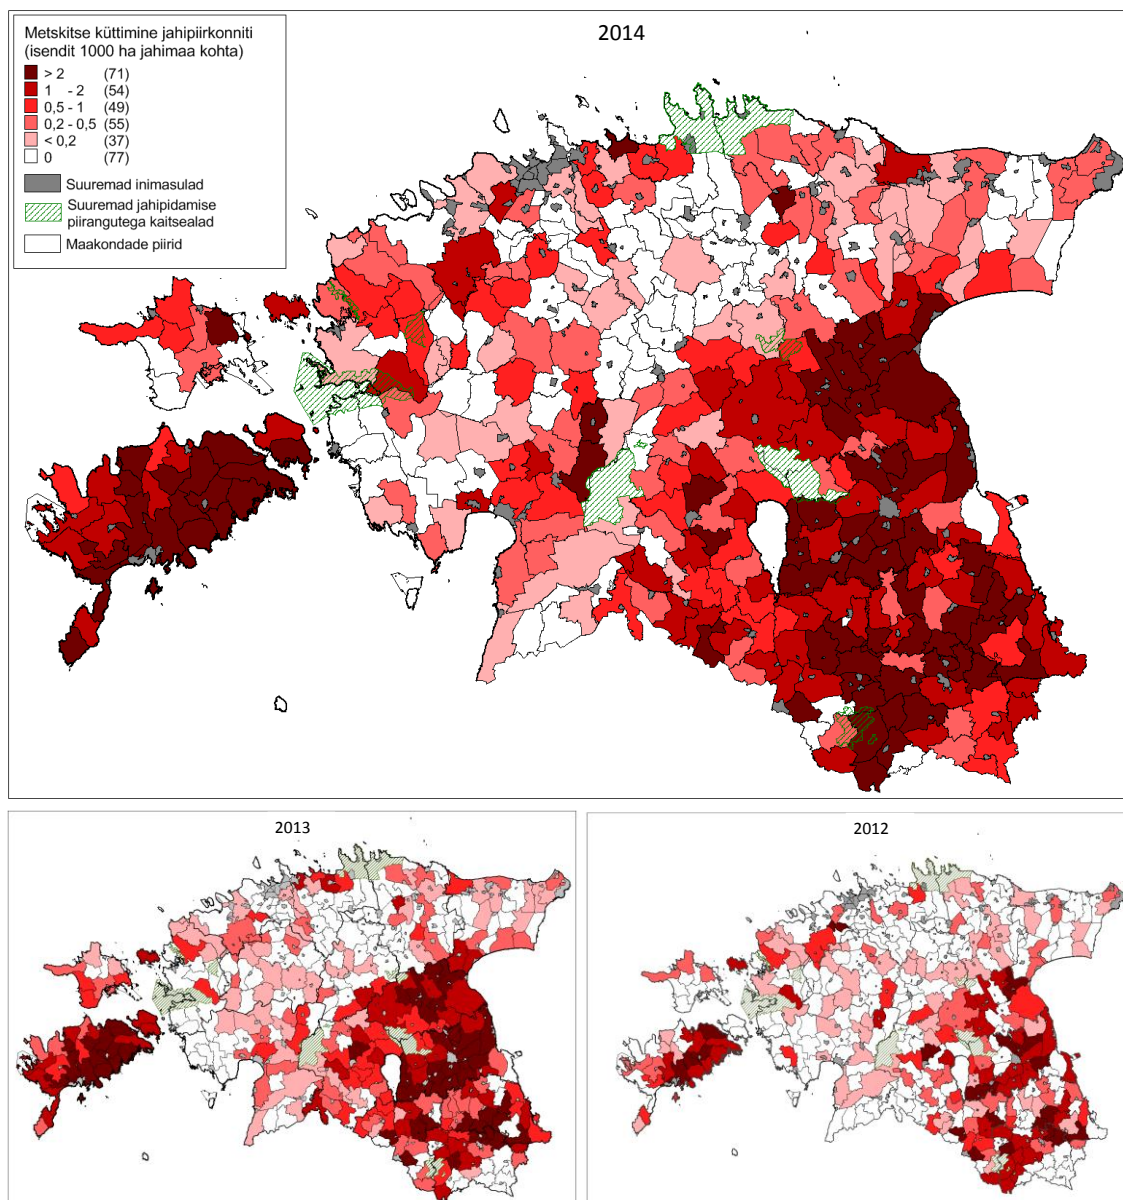 Metskitse küttimine jahipiirkonniti
(isendit 1000 ha jahimaa kohta)
> 2 (71)
1 - 2 (54)
0,5 - 1 (49)
0,2 - 0,5 (55)
< 0,2 (37)
0 (77)
Suuremad inimasulad
Suuremad jahipidamise
piirangutega kaitsealad
Maakondade piirid
2014
2013
2012